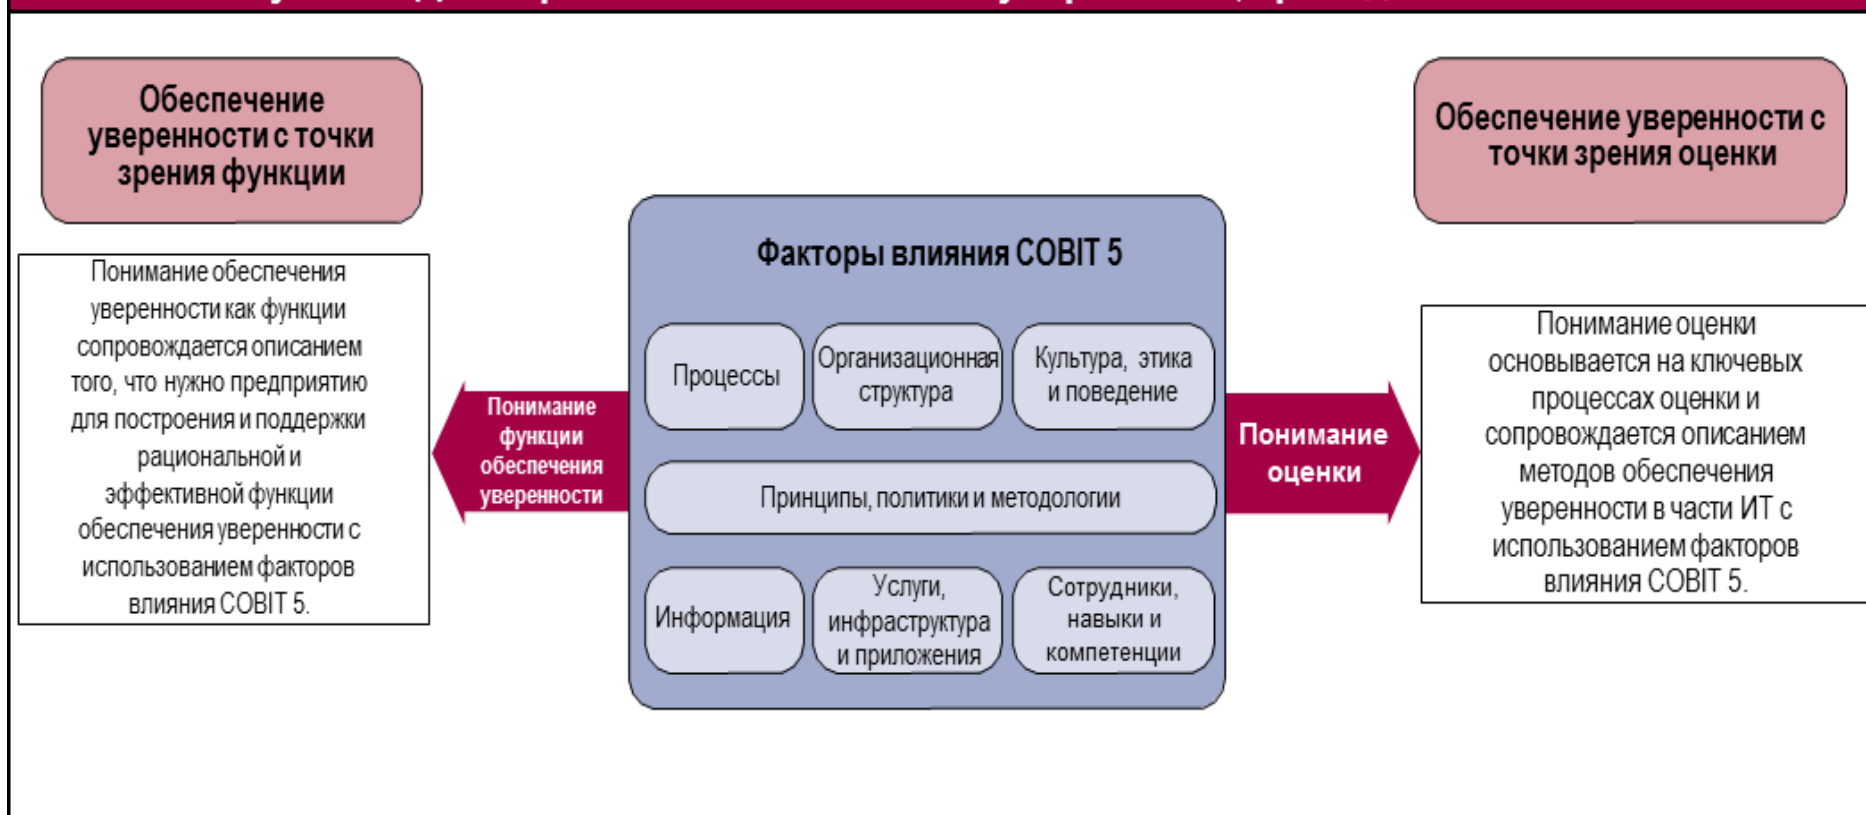 Обеспечение
уверенности с точки
зрения функции
Понимание обеспечения
уверенности как функции
сопровождается описанием
того, что нужно предприятию
для построения и поддержки
рациональной и
эффективной функции
обеспечения уверенности с
использованием факторов
влияния COBIT 5.
Понимание
функции
обеспечения
уверенности
Факторы влияния COBIT 5
Процессы
Организационная
структура
Культура, этика
и поведение
Принципы, политики и методологии
Информация
Услуги,
инфраструктура
и приложения
Сотрудники,
навыки и
компетенции
Понимание
оценки
Обеспечение уверенности с
точки зрения оценки
Понимание оценки
основывается на ключевых
процессах оценки и
сопровождается описанием
методов обеспечения
уверенности в части ИТ с
использованием факторов
влияния COBIT 5.